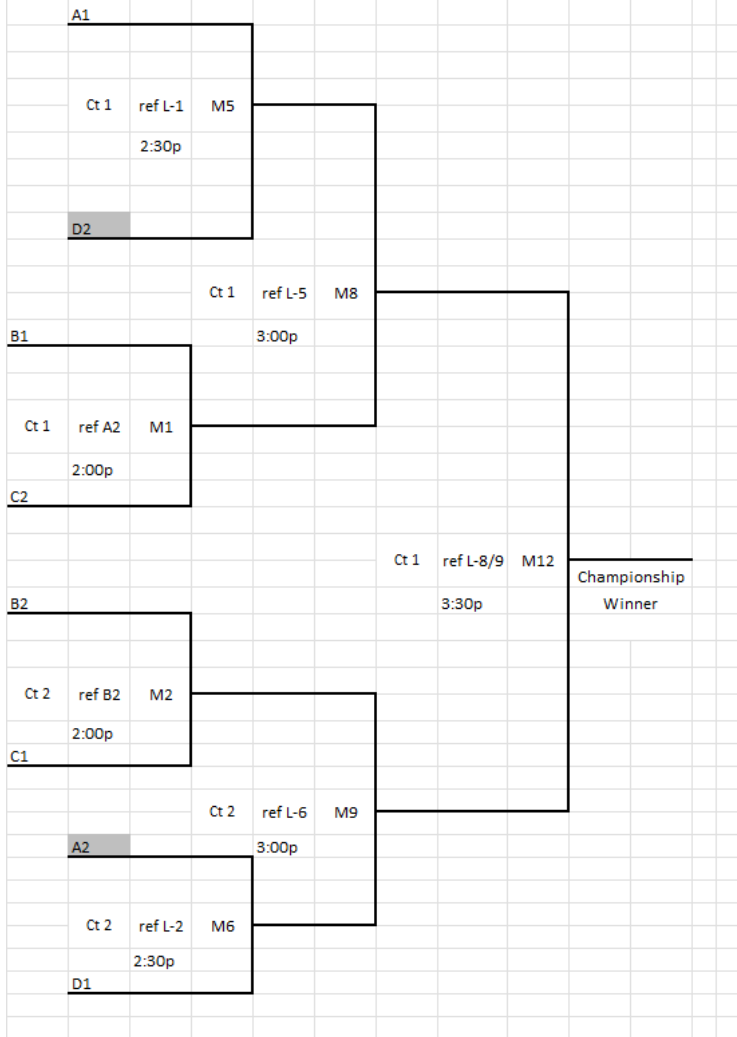 A1
Ct 1 ref L-1 M5
2:30p
D2
Ct 1 ref L-5 M8
3:00p
B1
Ct 1 ref A2 M1
2:00p
C2
Ct 1 ref L-8/9 M12
Championship
3:30p Winner
B2
Ct 2 ref B2 M2
2:00p
C1
Ct 2 ref L-6 M9
3:00p
A2
Ct 2 ref L-2 M6
2:30p
D1